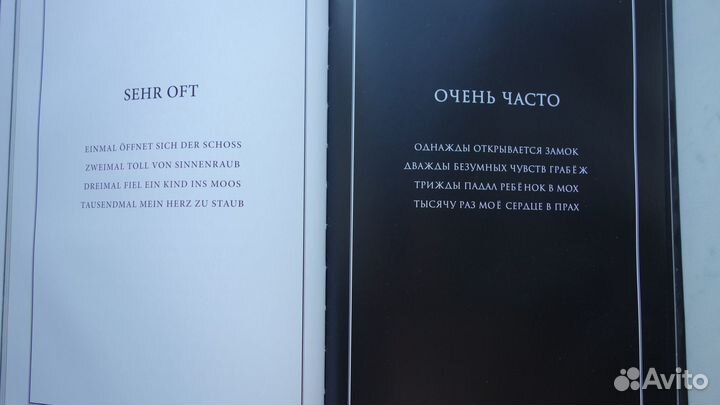 SEHR OFT
EINMAL ÖFFNET SICH DER SCHOSS
ZWEIMAL TOLL VON SINNENRAUB
DREIMAL FIEL EIN KIND INS MOOS
TAUSENDMAL MEIN HERZ ZU STAUB
ОЧЕНЬ ЧАСТО
ОДНАЖДЫ ОТКРЫВАЕТСЯ ЗАМОК
ДВАЖДЫ БЕЗУМНЫХ ЧУВСТВ ГРАБЁЖ
ТРИЖДЫ ПАДАЛ РЕБЁНОК В МОХ
ТЫСЯЧУ РАЗ МОЁ СЕРДЦЕ В ПРАХ
Avito